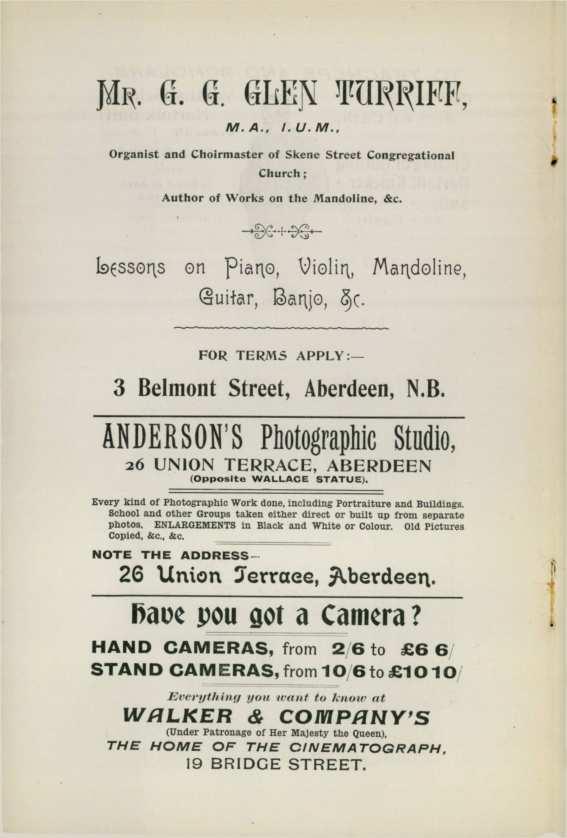 Mr. G. G. GLEN TURRIFF,
M.A., I.U.M.,
Organist and Choirmaster of Skene Street Congregational
Church;
Author of Works on the Mandoline, &c.
Lessons on Piano, Violin, Mandoline,
Guitar, Banjo, &c.
FOR TERMS APPLY:—
3 Belmont Street, Aberdeen, N.B.
ANDERSON'S Photographic Studio,
26 UNION TERRACE, ABERDEEN
(Opposite WALLACE STATUE).
Every kind of Photographic Work done, including Portraiture and Buildings.
School and other Groups taken either direct or built up from separate
photos. ENLARGEMENTS in Black and White or Colour. Old Pictures
Copied, &c., &c.
NOTE THE ADDRESS—
26 Union Terrace, Aberdeen.
Have you got a Camera?
HAND CAMERAS, from 2/6 to £6 6/
STAND CAMERAS, from 10/6 to £10 10/
Everything you want to know at
WALKER & COMPANY'S
(Under Patronage of Her Majesty the Queen),
THE HOME OF THE CINEMATOGRAPH,
19 BRIDGE STREET.